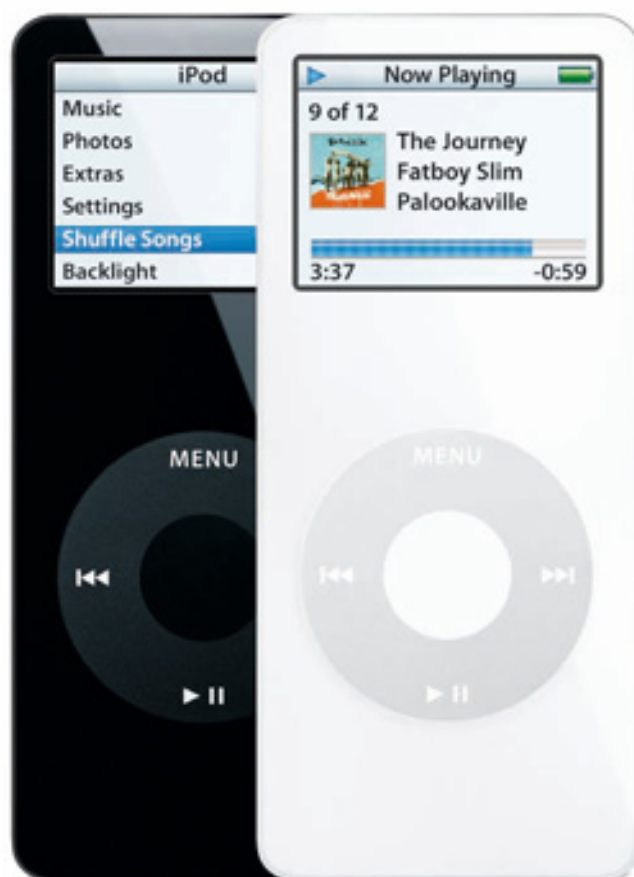 iPod
Music
Photos
Extras
Settings
Shuffle Songs
Backlight
MENU
Now Playing
9 of 12
The Journey
Fatboy Slim
Palookaville
3:37
-0:59
MENU